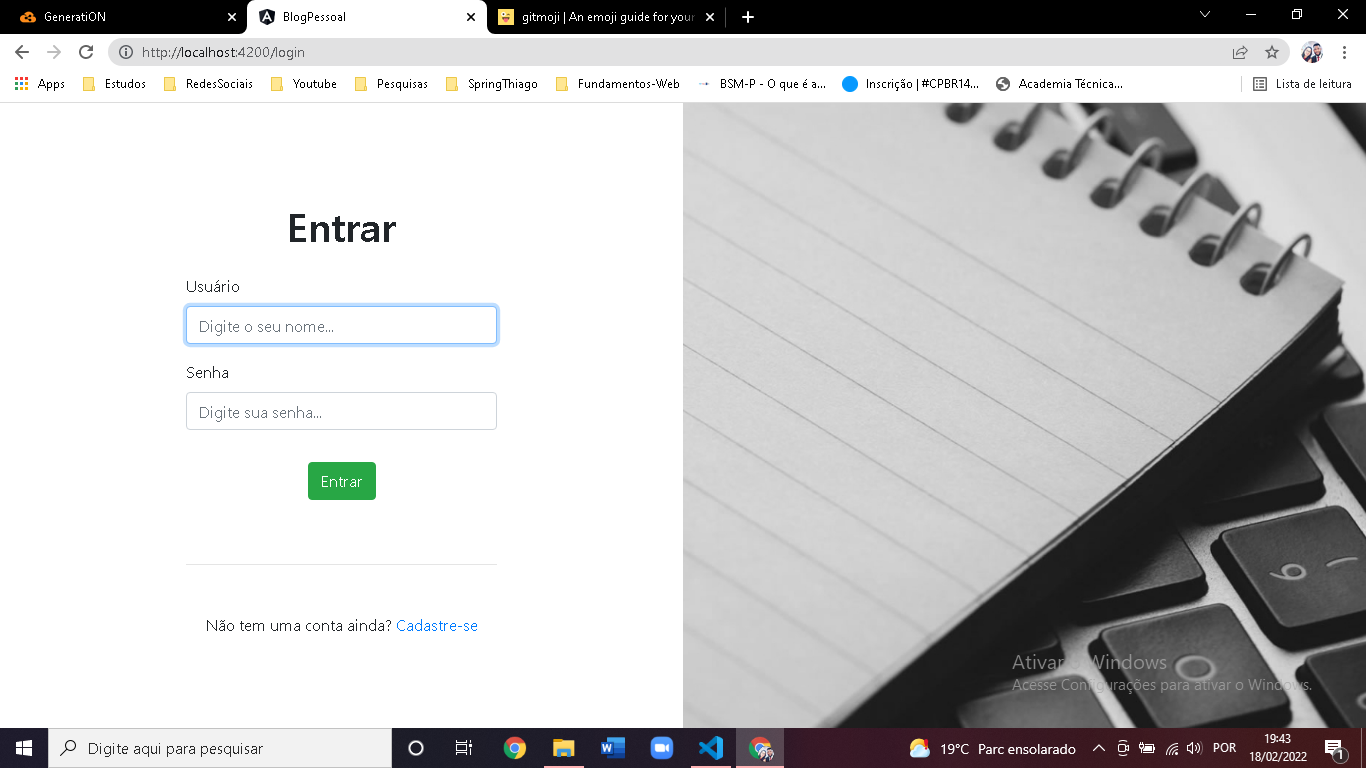 GeneratiON
BlogPessoal
gitmoji | An emoji guide for your
http://localhost:4200/login
Apps
Estudos
RedesSociais
Youtube
Pesquisas
SpringThiago
Fundamentos-Web
BSM-P - O que é a...
Inscrição | #CPBR14...
Academia Técnica...
Lista de leitura
Entrar
Usuário
Digite o seu nome...
Senha
Digite sua senha...
Entrar
Não tem uma conta ainda? Cadastre-se
Ativar o Windows
Acesse Configurações para ativar o Windows.
Digite aqui para pesquisar
19°C Parc ensolarado
POR
19:43
18/02/2022
1